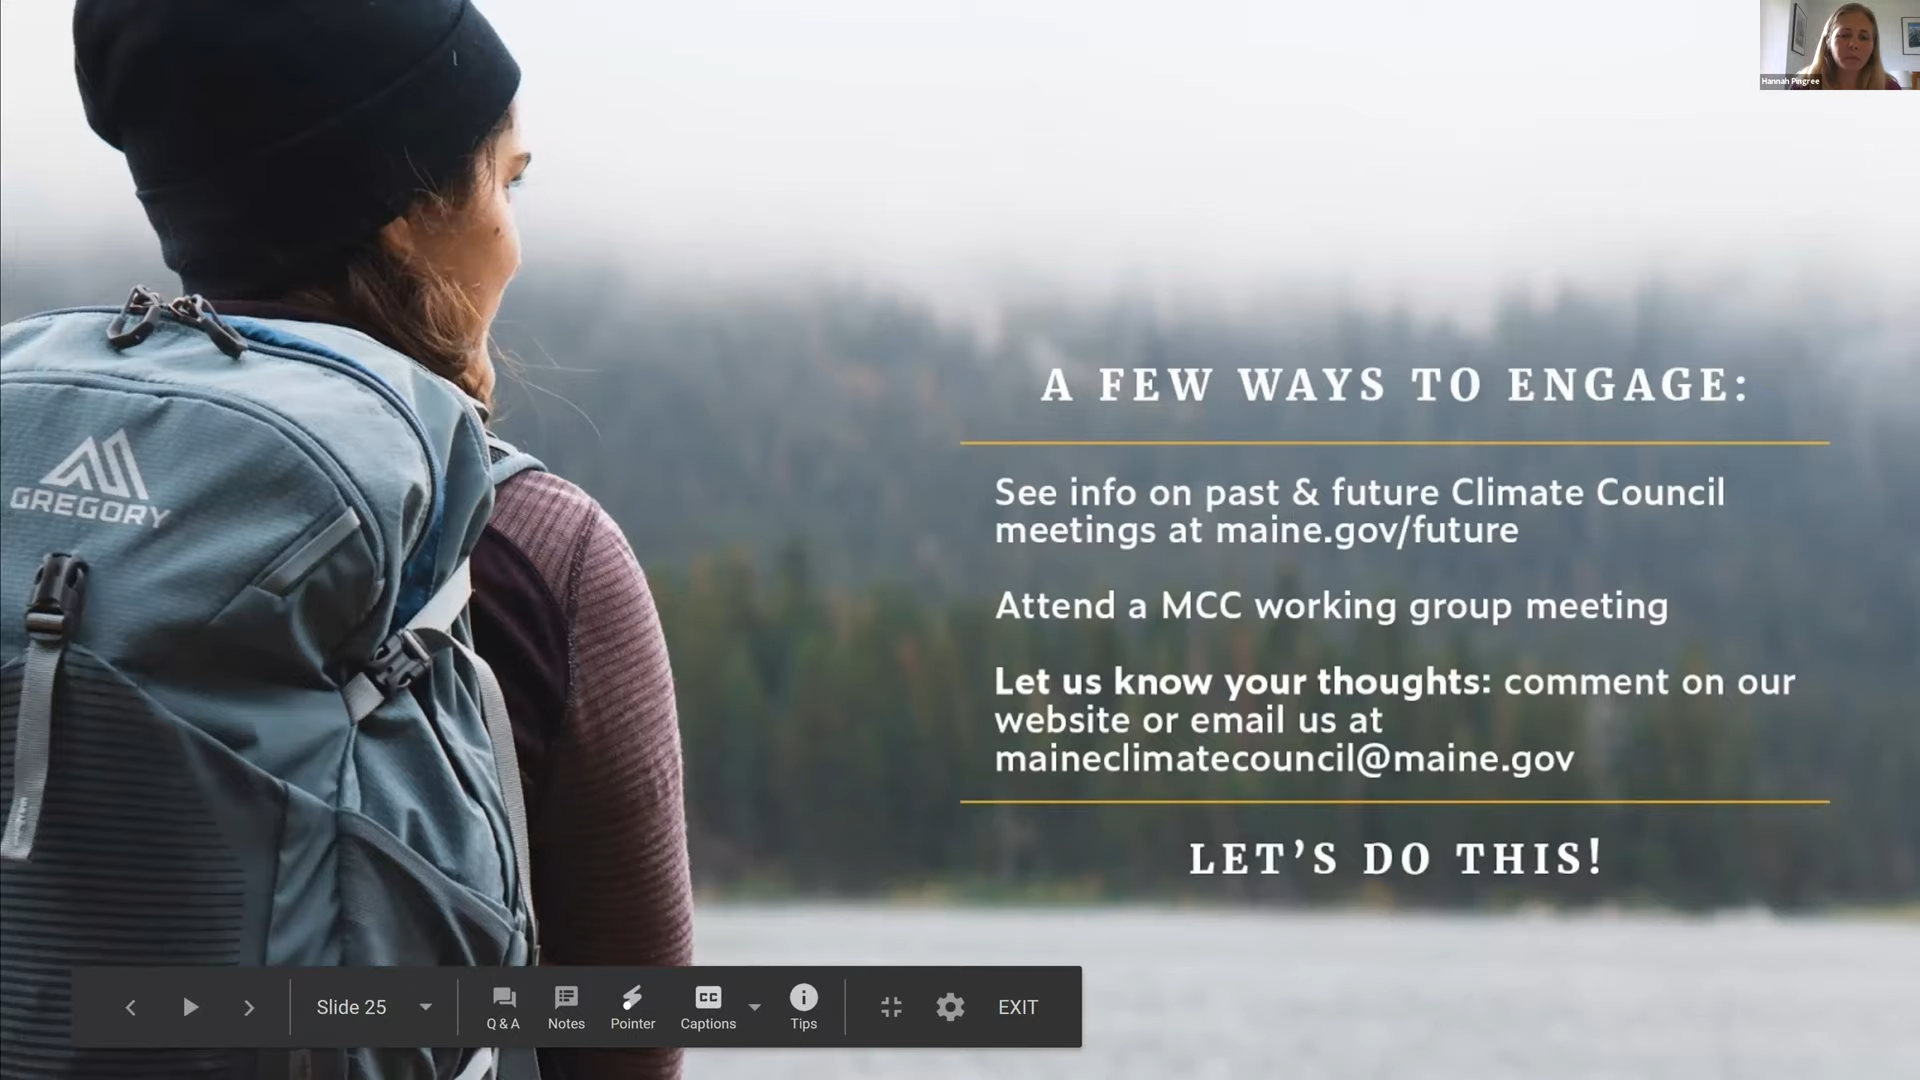 Hannah Pingree
GREGORY
A FEW WAYS TO ENGAGE:
See info on past & future Climate Council
meetings at maine.gov/future
Attend a MCC working group meeting
Let us know your thoughts: comment on our
website or email us at
maineclimatecouncil@maine.gov
LET'S DO THIS!
Slide 25
Q & A
Notes
Pointer
CC
Captions
Tips
EXIT